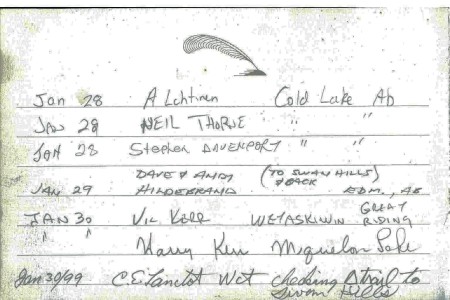 Jan 28 A Lehtinen Cold Lake Ab
Jan 28 NEIL THORNE " "
JAN 28 Stephen DAVENPORT " "
JAN 29 DAVE & ANDY HILDEBRAND (TO SWAN HILLS) & BACK EDM., AB
JAN 30 VIC KERR WETASKIWIN GREAT RIDING
" " Harry Kerr Miquelon Lake
Jan 30/99 C.E. Lanctot Wet checking trail to Swan Hills